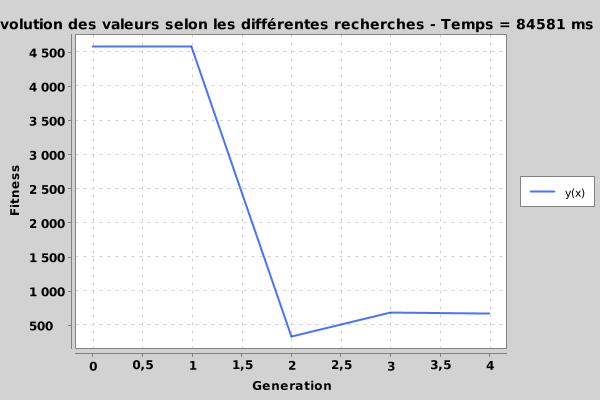 volution des valeurs selon les différentes recherches - Temps = 84581 ms
4 500
4 000
3 500
3 000
2 500
2 000
1 500
1 000
500
Fitness
0 0,5 1 1,5 2 2,5 3 3,5 4
Generation
y(x)